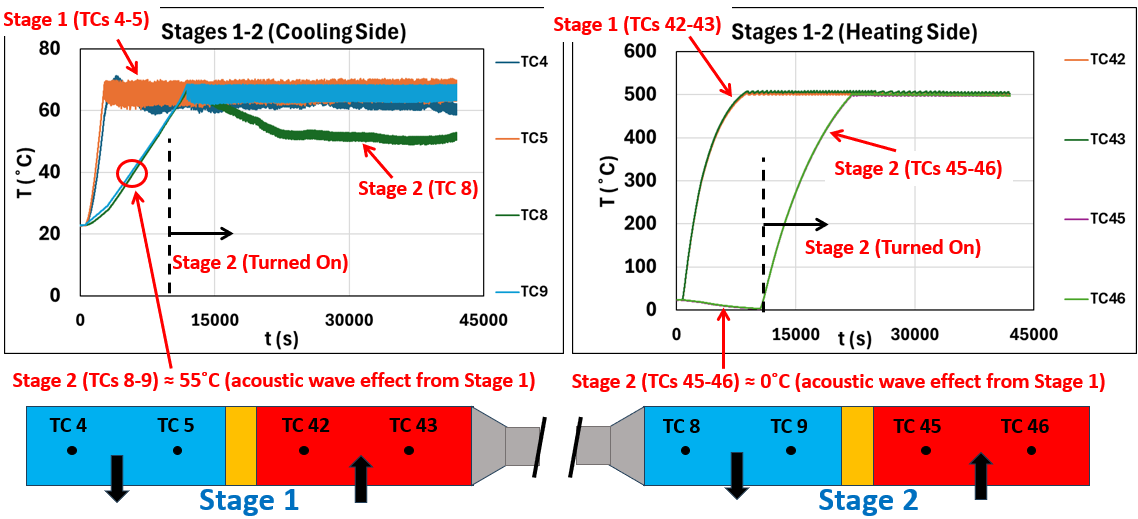 Stage 1 (TCs 4-5)
Stages 1-2 (Cooling Side)
80
60
40
20
0
T ( ˚C)
0
15000
30000
45000
t (s)
TC4
TC5
TC8
TC9
Stage 2 (TC 8)
Stage 2 (Turned On)
Stage 1 (TCs 42-43)
Stages 1-2 (Heating Side)
600
500
400
300
200
100
0
T ( ˚C)
0
15000
30000
45000
t (s)
TC42
TC43
TC45
TC46
Stage 2 (TCs 45-46)
Stage 2 (Turned On)
Stage 2 (TCs 8-9) ≈ 55˚C (acoustic wave effect from Stage 1)
Stage 2 (TCs 45-46) ≈ 0˚C (acoustic wave effect from Stage 1)
TC 4
TC 5
TC 42
TC 43
Stage 1
TC 8
TC 9
TC 45
TC 46
Stage 2